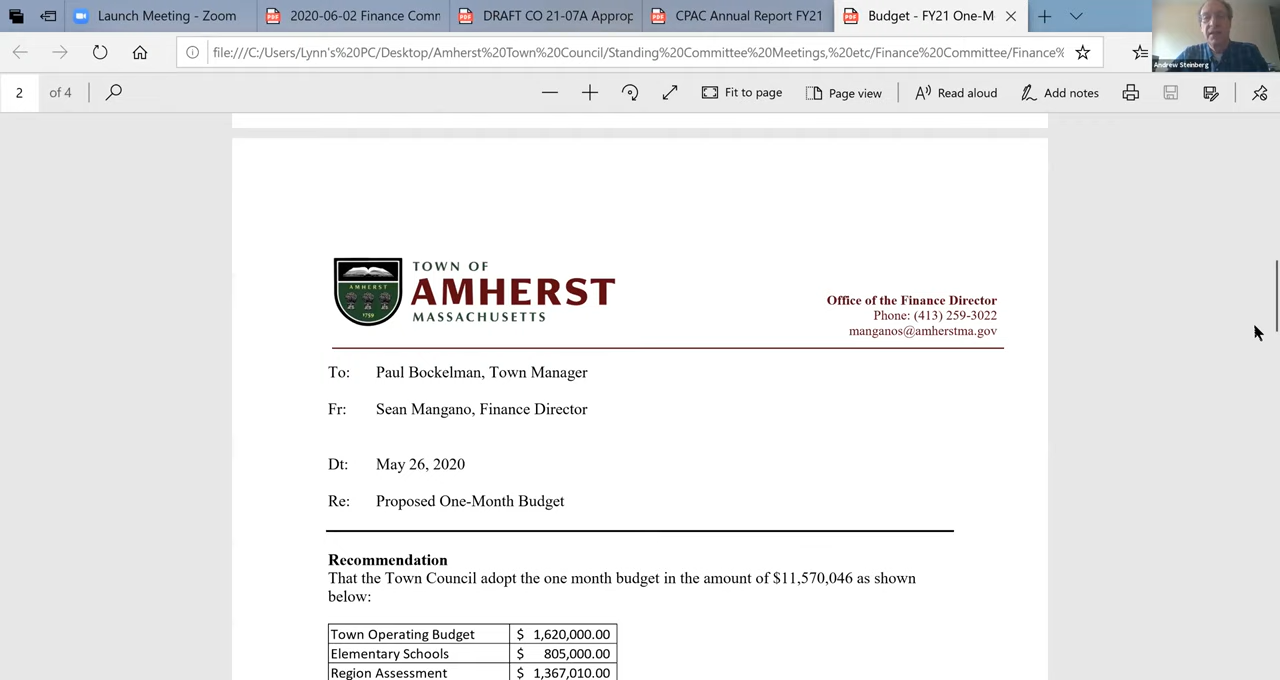 Launch Meeting - Zoom
2020-06-02 Finance Comm
DRAFT CO 21-07A Approp
CPAC Annual Report FY21
Budget - FY21 One-M
file:///C:/Users/Lynn's%20PC/Desktop/Amherst%20Town%20Council/Standing%20Committee%20Meetings,%20etc/Finance%20Committee/Finance%
Andrew Steinberg
2 of 4
Fit to page
Page view
Read aloud
Add notes
TOWN OF
AMHERST
MASSACHUSETTS
AMHERST
1759
Office of the Finance Director
Phone: (413) 259-3022
manganos@amherstma.gov
To: Paul Bockelman, Town Manager
Fr: Sean Mangano, Finance Director
Dt: May 26, 2020
Re: Proposed One-Month Budget
Recommendation
That the Town Council adopt the one month budget in the amount of $11,570,046 as shown
below:
Town Operating Budget $ 1,620,000.00
Elementary Schools $ 805,000.00
Region Assessment $ 1,367,010.00